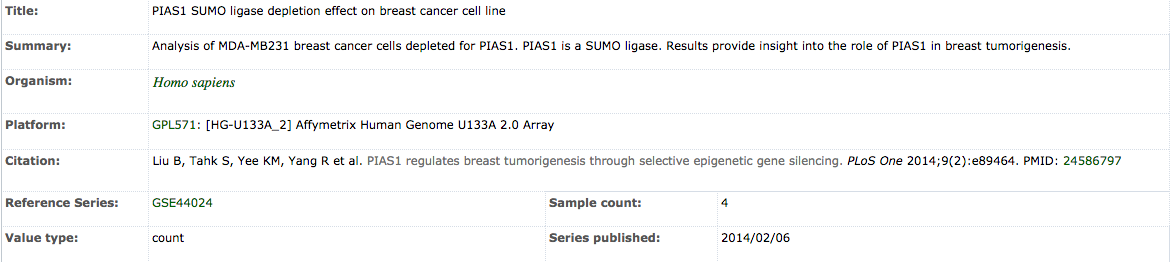 Title: PIAS1 SUMO ligase depletion effect on breast cancer cell line
Summary: Analysis of MDA-MB231 breast cancer cells depleted for PIAS1. PIAS1 is a SUMO ligase. Results provide insight into the role of PIAS1 in breast tumorigenesis.
Organism: Homo sapiens
Platform: GPL571: [HG-U133A_2] Affymetrix Human Genome U133A 2.0 Array
Citation: Liu B, Tahk S, Yee KM, Yang R et al. PIAS1 regulates breast tumorigenesis through selective epigenetic gene silencing. PLoS One 2014;9(2):e89464. PMID: 24586797
Reference Series: GSE44024 Sample count: 4
Value type: count Series published: 2014/02/06